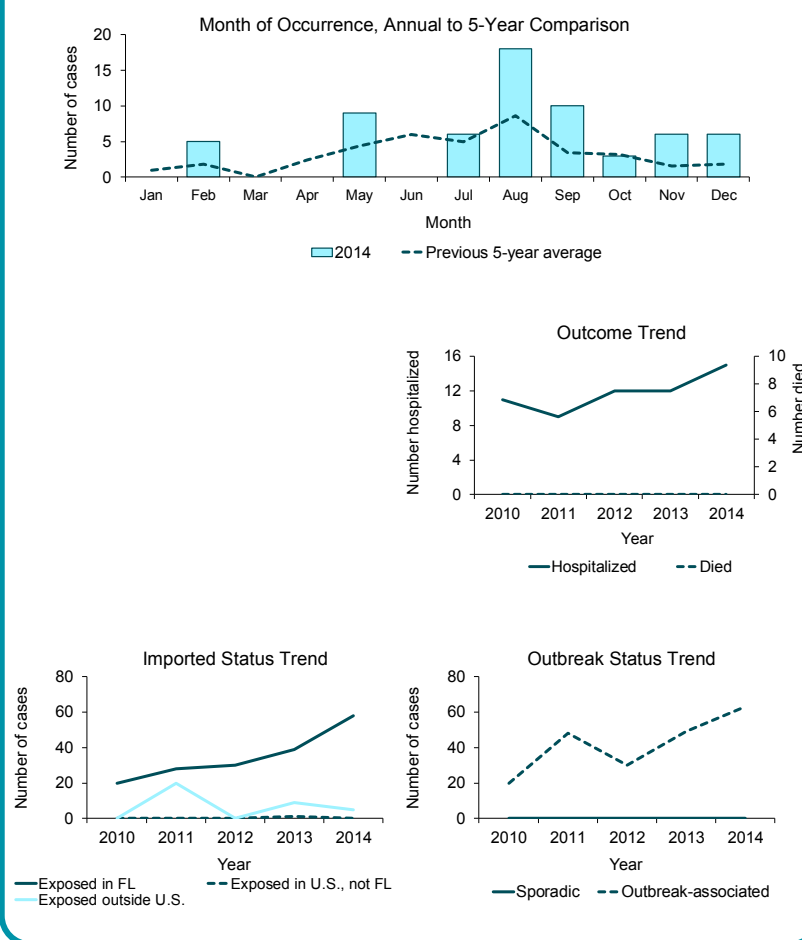 Month of Occurrence, Annual to 5-Year Comparison
Number of cases
20
15
10
5
0
Jan Feb Mar Apr May Jun Jul Aug Sep Oct Nov Dec
Month
2014 Previous 5-year average
Outcome Trend
Number hospitalized
16
12
8
4
0
Number died
10
8
6
4
2
0
2010 2011 2012 2013 2014
Year
Hospitalized Died
Imported Status Trend
Number of cases
80
60
40
20
0
2010 2011 2012 2013 2014
Year
Exposed in FL Exposed in U.S., not FL
Exposed outside U.S.
Outbreak Status Trend
Number of cases
80
60
40
20
0
2010 2011 2012 2013 2014
Year
Sporadic Outbreak-associated